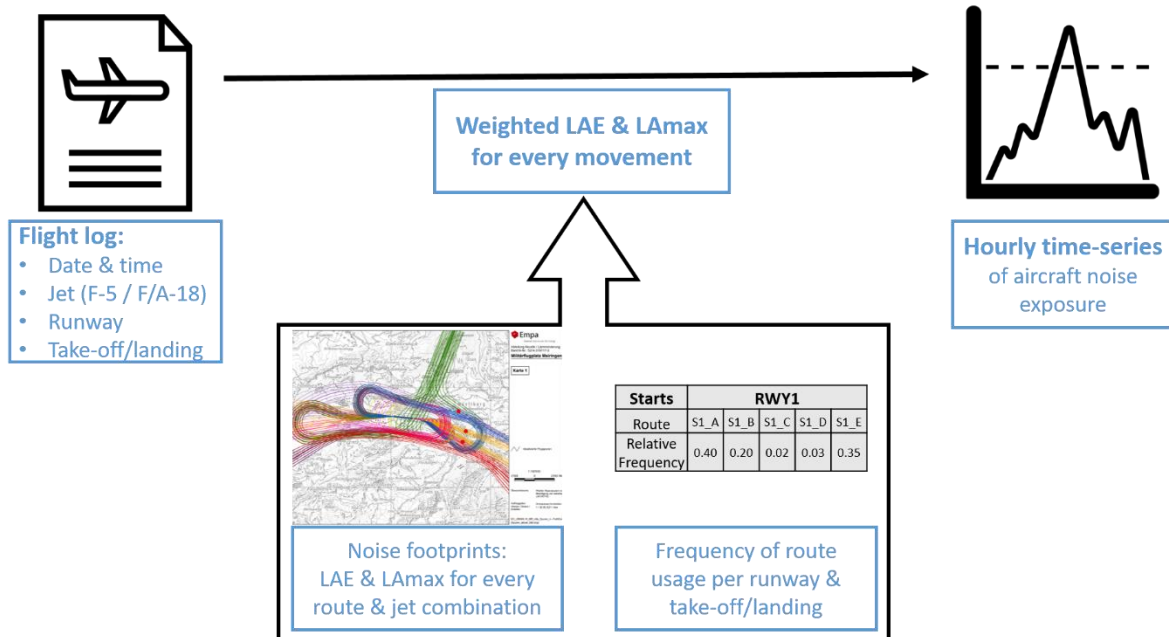 Weighted LAE & LAmax
for every movement
Flight log:
• Date & time
• Jet (F-5 / F/A-18)
• Runway
• Take-off/landing
Hourly time-series
of aircraft noise
exposure
Empa
Karte 1
Starts RWY1
Route S1_A S1_B S1_C S1_D S1_E
Relative
Frequency 0.40 0.20 0.02 0.03 0.35
Noise footprints:
LAE & LAmax for every
route & jet combination
Frequency of route
usage per runway &
take-off/landing